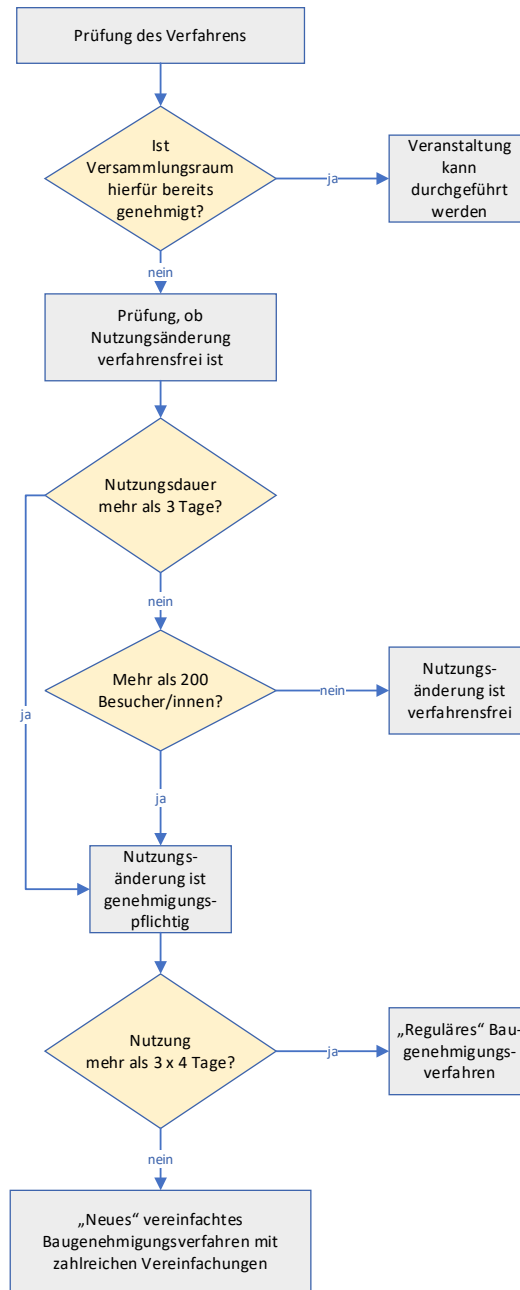 Prüfung des Verfahrens
Ist
Versammlungsraum
hierfür bereits
genehmigt?
ja
Veranstaltung
kann
durchgeführt
werden
nein
Prüfung, ob
Nutzungsänderung
verfahrensfrei ist
Nutzungsdauer
mehr als 3 Tage?
nein
Mehr als 200
Besucher/innen?
nein
Nutzungs-
änderung ist
verfahrensfrei
ja
ja
Nutzungs-
änderung ist
genehmigungs-
pflichtig
Nutzung
mehr als 3 x 4 Tage?
ja
„Reguläres“ Bau-
genehmigungs-
verfahren
nein
„Neues“ vereinfachtes
Baugenehmigungsverfahren mit
zahlreichen Vereinfachungen